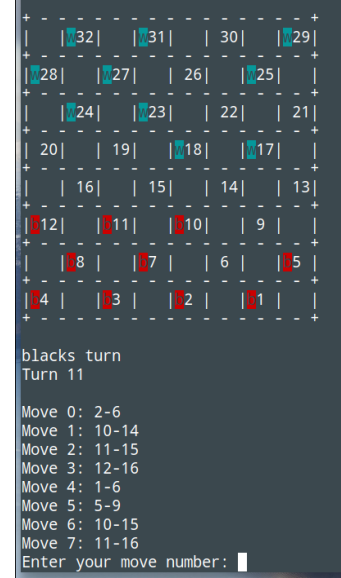 + - - - - - - - - - - - - - - - +
|   |w32|   |w31|   | 30|   |w29|
+ - - - - - - - - - - - - - - - +
|w28|   |w27|   | 26|   |w25|   |
+ - - - - - - - - - - - - - - - +
|   |w24|   |w23|   | 22|   | 21|
+ - - - - - - - - - - - - - - - +
| 20|   | 19|   |w18|   |w17|   |
+ - - - - - - - - - - - - - - - +
|   | 16|   | 15|   | 14|   | 13|
+ - - - - - - - - - - - - - - - +
|b12|   |b11|   |b10|   | 9 |   |
+ - - - - - - - - - - - - - - - +
|   |b8 |   |b7 |   | 6 |   |b5 |
+ - - - - - - - - - - - - - - - +
|b4 |   |b3 |   |b2 |   |b1 |   |
+ - - - - - - - - - - - - - - - +
blacks turn
Turn 11
Move 0: 2-6
Move 1: 10-14
Move 2: 11-15
Move 3: 12-16
Move 4: 1-6
Move 5: 5-9
Move 6: 10-15
Move 7: 11-16
Enter your move number: